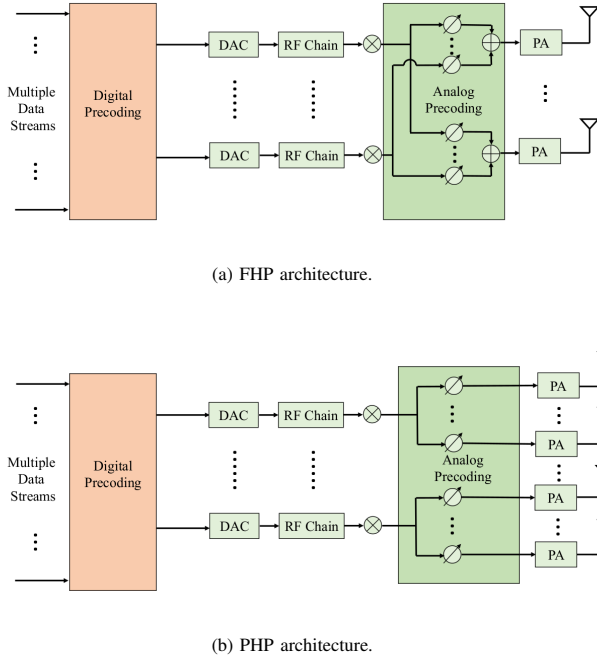 Multiple
Data
Streams
Digital
Precoding
DAC
RF Chain
DAC
RF Chain
Analog
Precoding
PA
PA
(a) FHP architecture.
Multiple
Data
Streams
Digital
Precoding
DAC
RF Chain
DAC
RF Chain
Analog
Precoding
PA
PA
PA
PA
(b) PHP architecture.